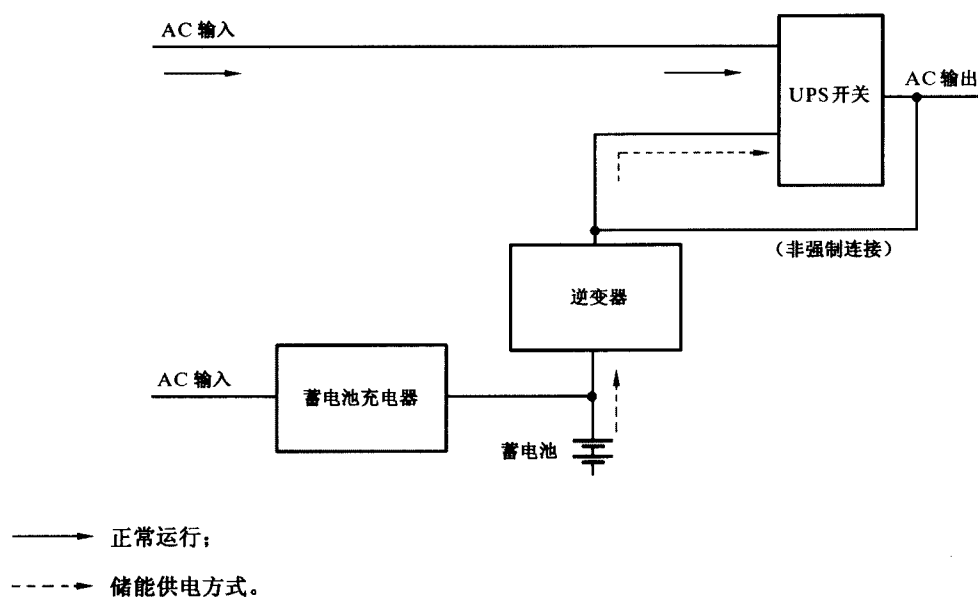 AC 输入
UPS开关
AC 输出
(非强制连接)
逆变器
AC 输入
蓄电池充电器
蓄电池
正常运行;
储能供电方式。